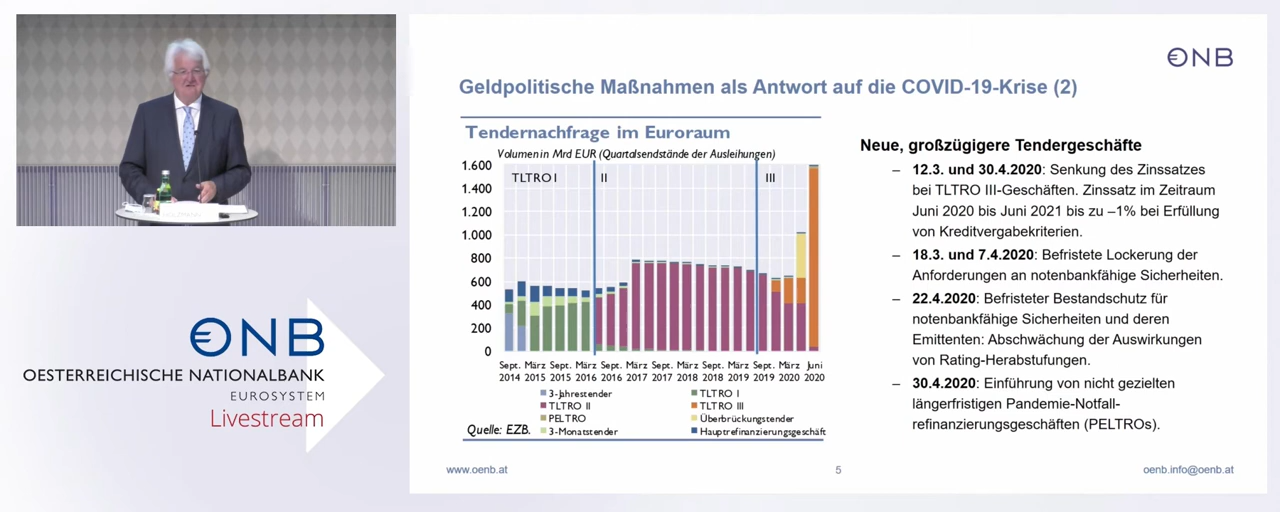 ONB
Geldpolitische Maßnahmen als Antwort auf die COVID-19-Krise (2)
Tendernachfrage im Euroraum
Volumen in Mrd EUR (Quartalsendstände der Ausleihungen)
1.600
1.400
1.200
1.000
800
600
400
200
0
TLTRO I II III
Sept. März Sept. März Sept. März Sept. März Sept. März Sept. März Juni
2014 2015 2015 2016 2016 2017 2017 2018 2018 2019 2019 2020 2020
3-Jahrestender TLTRO I
TLTRO II TLTRO III
PELTRO Überbrückungstender
3-Monatstender Hauptrefinanzierungsgeschäft
Quelle: EZB.
Neue, großzügigere Tendergeschäfte
– 12.3. und 30.4.2020: Senkung des Zinssatzes
bei TLTRO III-Geschäften. Zinssatz im Zeitraum
Juni 2020 bis Juni 2021 bis zu –1% bei Erfüllung
von Kreditvergabekriterien.
– 18.3. und 7.4.2020: Befristete Lockerung der
Anforderungen an notenbankfähige Sicherheiten.
– 22.4.2020: Befristeter Bestandschutz für
notenbankfähige Sicherheiten und deren
Emittenten: Abschwächung der Auswirkungen
von Rating-Herabstufungen.
– 30.4.2020: Einführung von nicht gezielten
längerfristigen Pandemie-Notfall-
refinanzierungsgeschäften (PELTROs).
www.oenb.at 5 oenb.info@oenb.at
ONB
OESTERREICHISCHE NATIONALBANK
EUROSYSTEM
Livestream